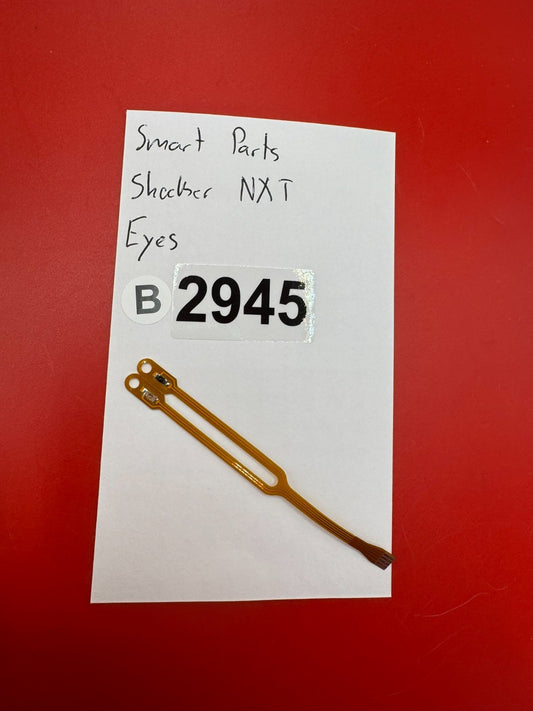 Smart Parts
Shocker NXT
Eyes
B 2945